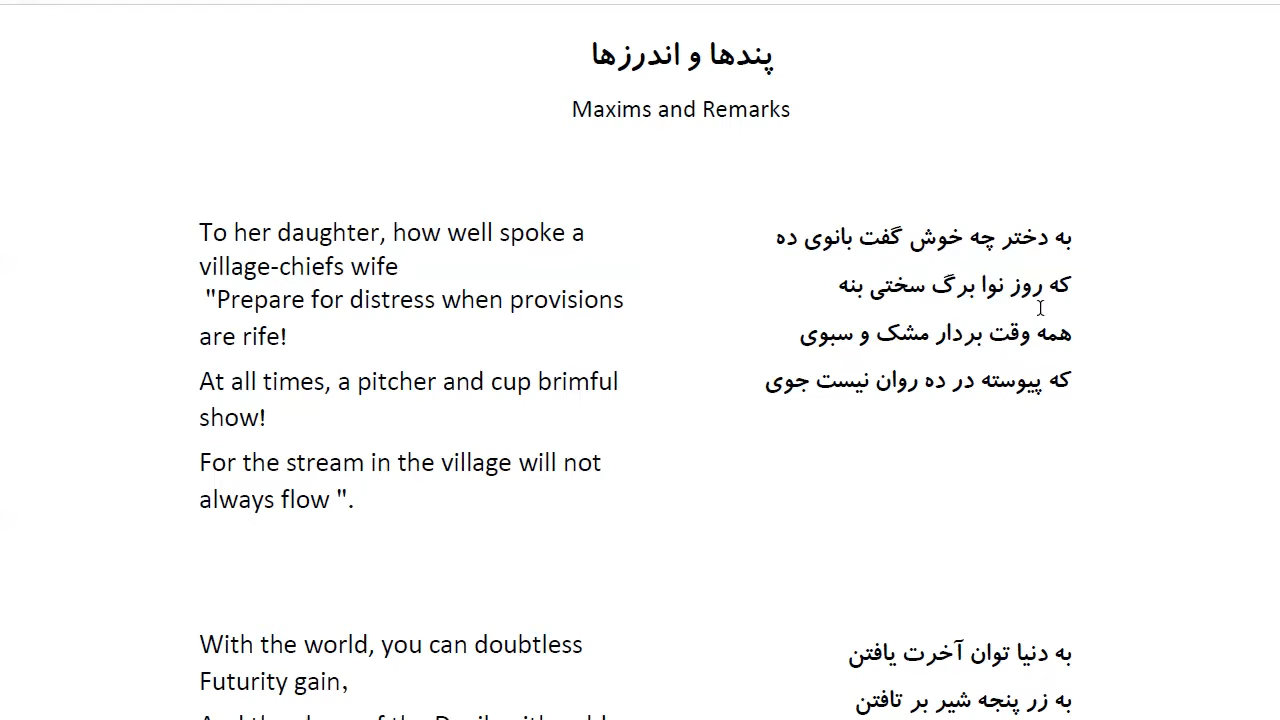 پندها و اندرزها
Maxims and Remarks
To her daughter, how well spoke a
village-chiefs wife
"Prepare for distress when provisions
are rife!
At all times, a pitcher and cup brimful
show!
For the stream in the village will not
always flow ".
به دختر چه خوش گفت بانوی ده
که روز نوا برگ سختی بنه
همه وقت بردار مشک و سبوی
که پیوسته در ده روان نیست جوی
With the world, you can doubtless
Futurity gain,
به دنیا توان آخرت یافتن
به زر پنجه شیر بر تافتن